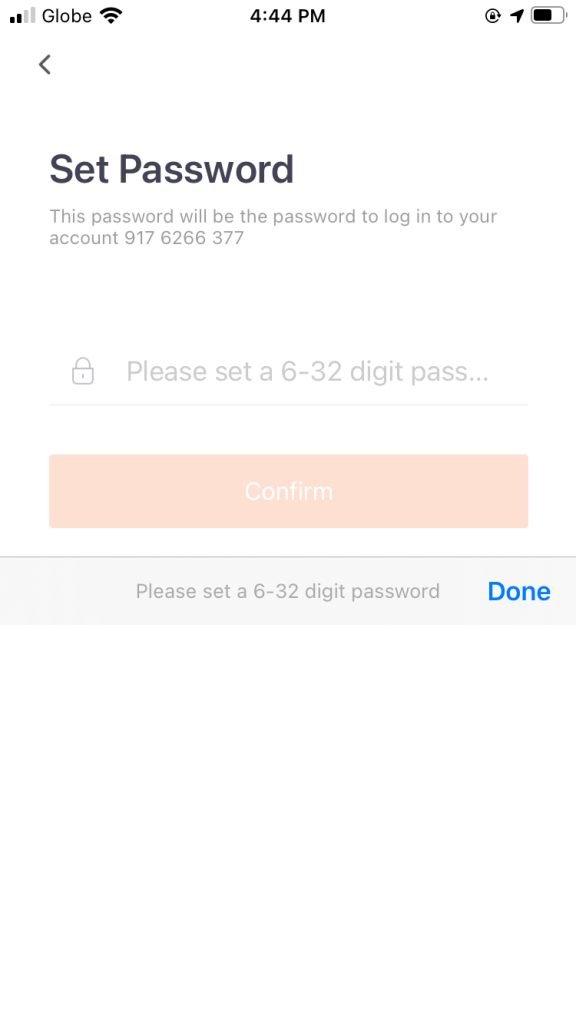 Globe
4:44 PM
Set Password
This password will be the password to log in to your
account 917 6266 377
Please set a 6-32 digit pass...
Confirm
Please set a 6-32 digit password
Done